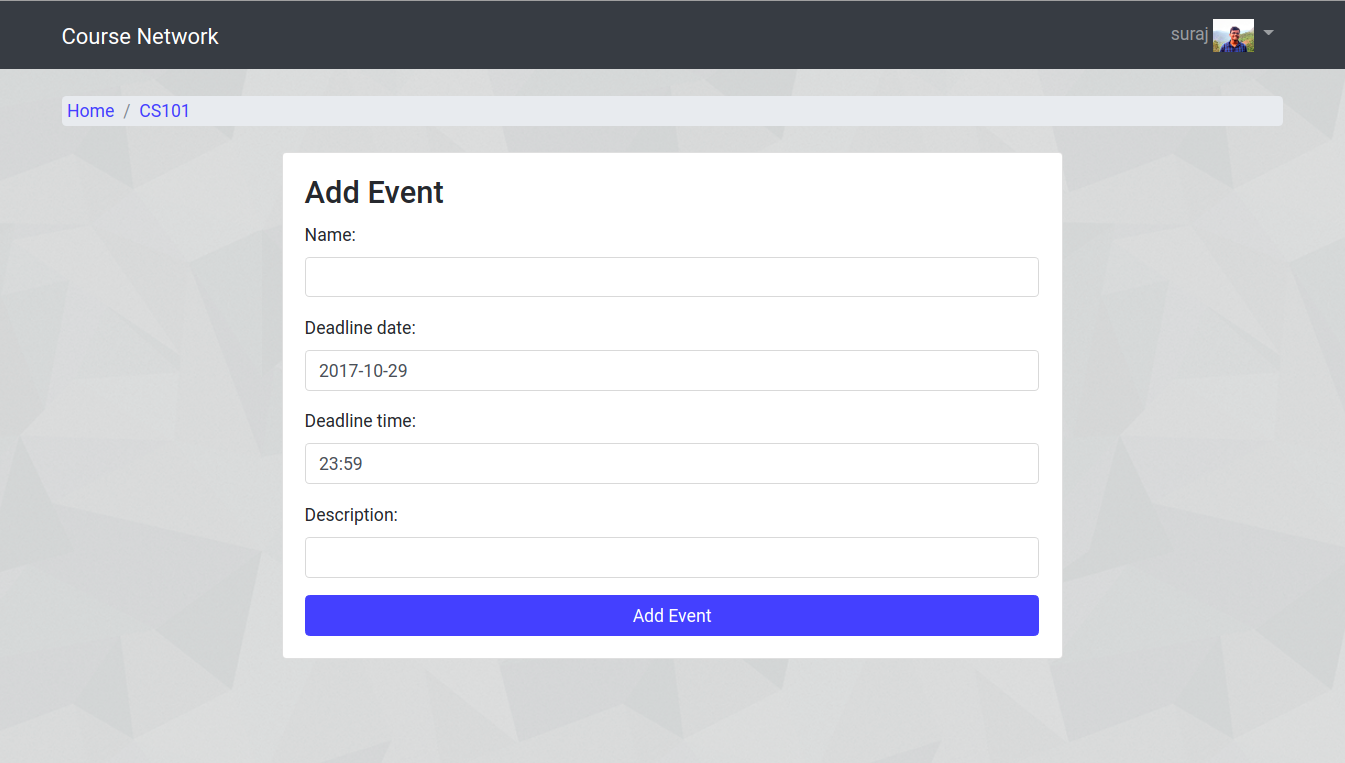 Course Network
suraj
Home / CS101
Add Event
Name:
Deadline date:
2017-10-29
Deadline time:
23:59
Description:
Add Event